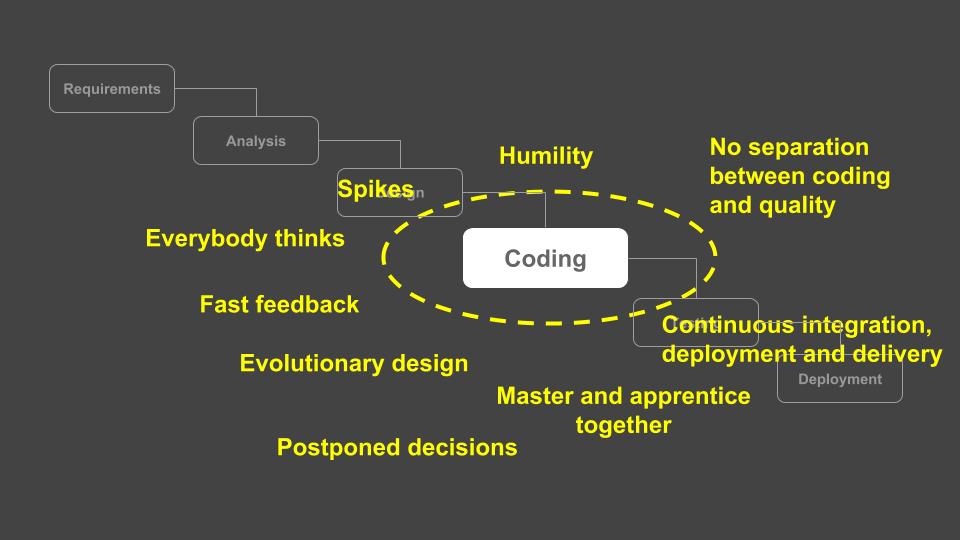 Requirements
Analysis
Humility
No separation
between coding
and quality
Spikes
Design
Everybody thinks
Coding
Fast feedback
Continuous integration,
deployment and delivery
Evolutionary design
Deployment
Master and apprentice
together
Postponed decisions